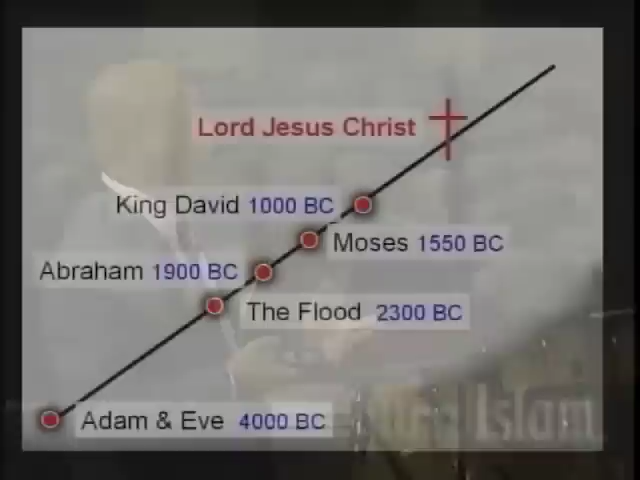 Lord Jesus Christ
King David 1000 BC
Moses 1550 BC
Abraham 1900 BC
The Flood 2300 BC
Adam & Eve 4000 BC
Islam